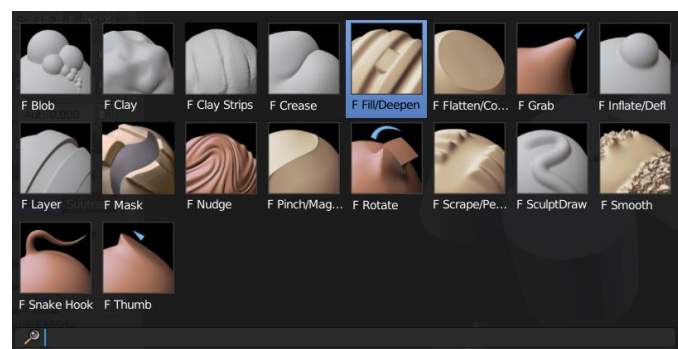 F Blob
F Clay
F Clay Strips
F Crease
F Fill/Deepen
F Flatten/Co...
F Grab
F Inflate/Defl
F Layer
F Mask
F Nudge
F Pinch/Mag...
F Rotate
F Scrape/Pe...
F SculptDraw
F Smooth
F Snake Hook
F Thumb